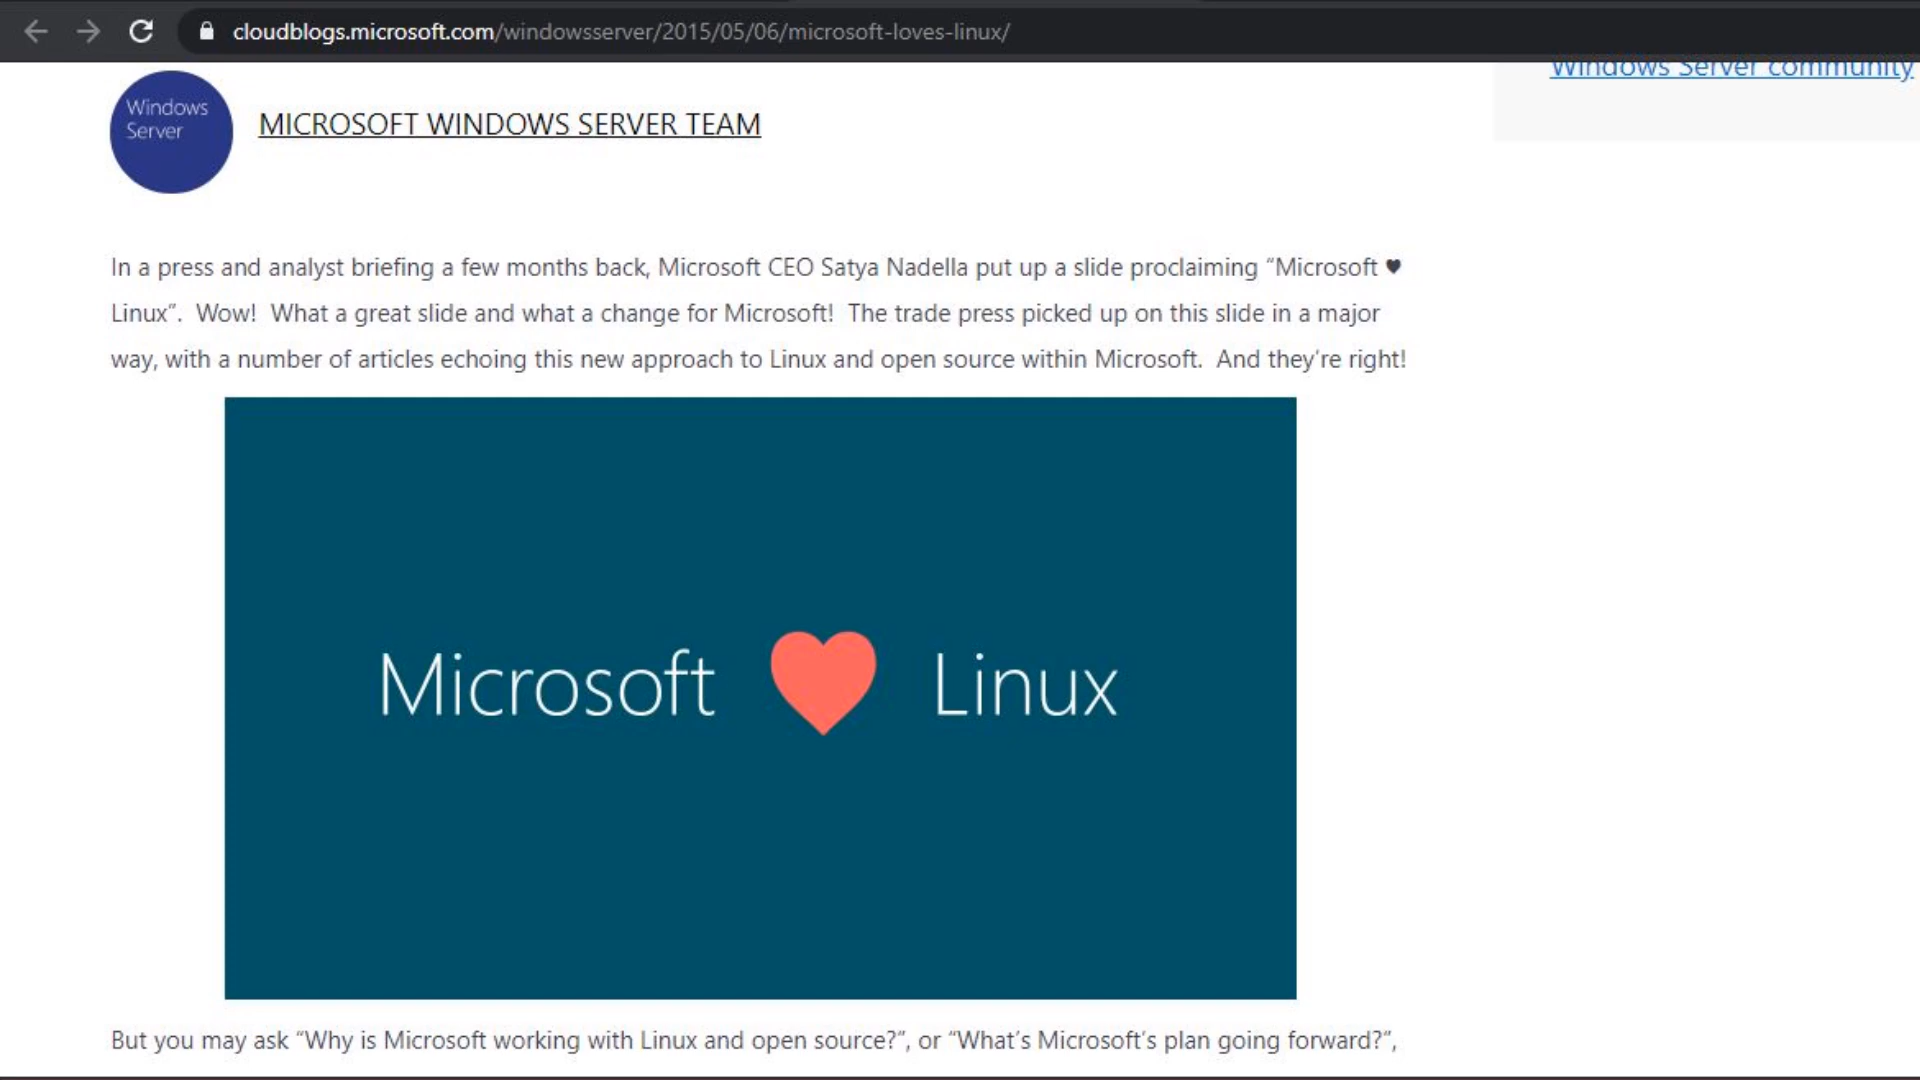 cloudblogs.microsoft.com/windowsserver/2015/05/06/microsoft-loves-linux/
Windows Server community
Windows
Server
MICROSOFT WINDOWS SERVER TEAM
In a press and analyst briefing a few months back, Microsoft CEO Satya Nadella put up a slide proclaiming “Microsoft ♥
Linux”.  Wow!  What a great slide and what a change for Microsoft!  The trade press picked up on this slide in a major
way, with a number of articles echoing this new approach to Linux and open source within Microsoft.  And they’re right!
Microsoft ♥ Linux
But you may ask “Why is Microsoft working with Linux and open source?”, or “What’s Microsoft’s plan going forward?”,